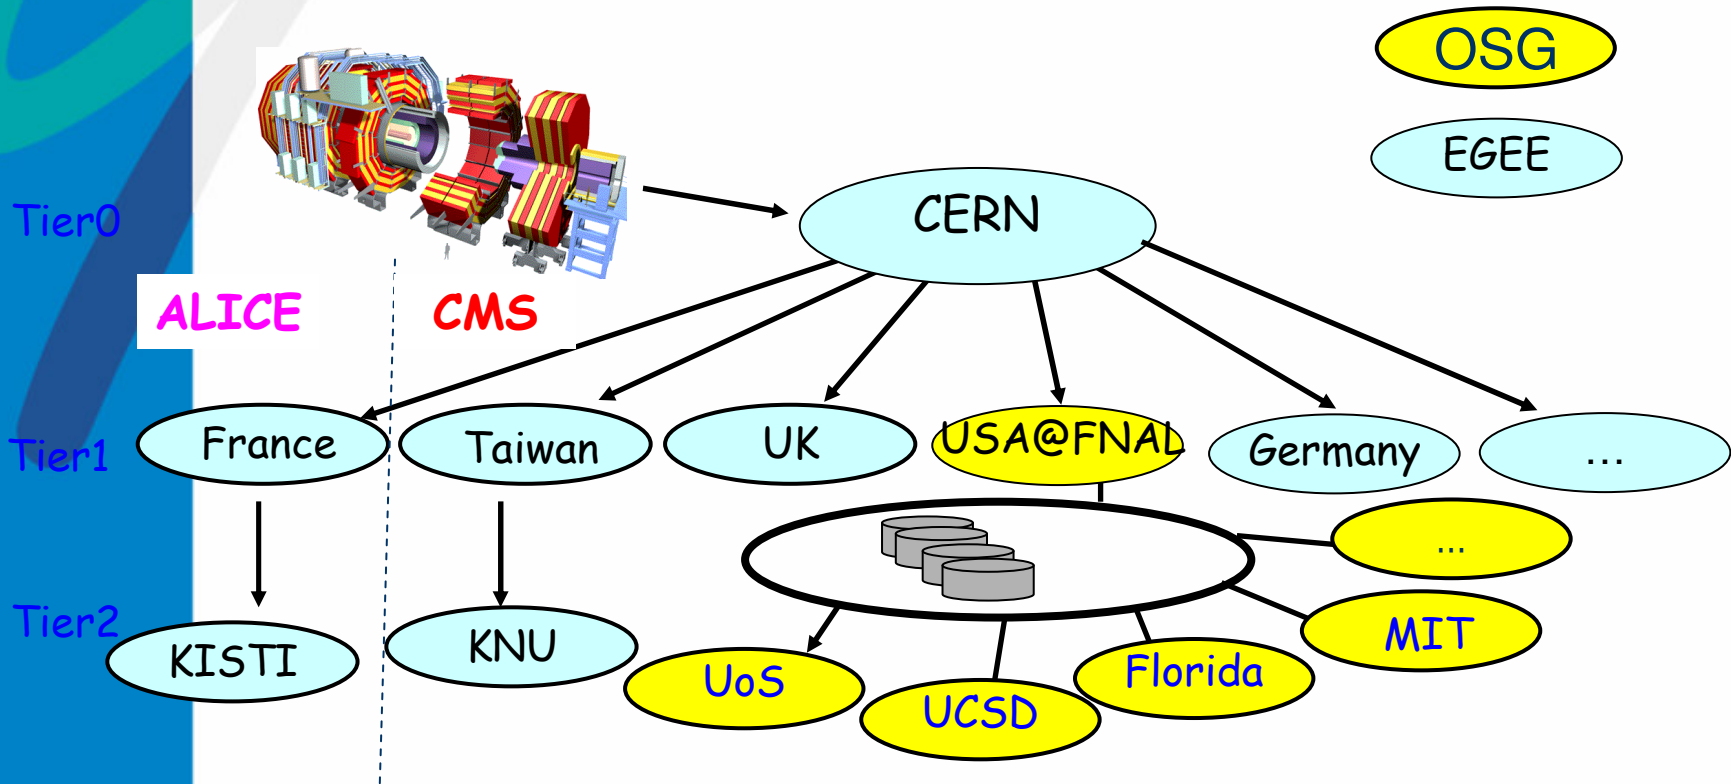 OSG
EGEE
Tier0
CERN
ALICE
CMS
Tier1
France
Taiwan
UK
USA@FNAL
Germany
...
...
Tier2
KISTI
KNU
UoS
UCSD
Florida
MIT